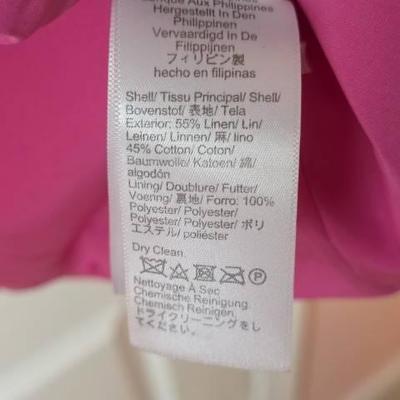 Aux Philippines
Hergestellt In Den
Philippinen
Vervaardigd In De
Filippijnen
フィリピン製
hecho en filipinas
Shell/ Tissu Principal/ Shell/
Bovenstof/ 表地/ Tela
Exterior: 55% Linen/ Lin/
Leinen/ Linnen/ 麻/ lino
45% Cotton/ Coton/
Baumwolle/ Katoen/ 綿/
algodón
Lining/ Doublure/ Futter/
Voering/ 裏地/ Forro: 100%
Polyester/ Polyester/
Polyester/ Polyester/ ポリ
エステル/ poliéster
Dry Clean.
P
Nettoyage À Sec
Chemische Reinigung.
Chemisch Reinigen.
ドライクリーニングをし
てください。